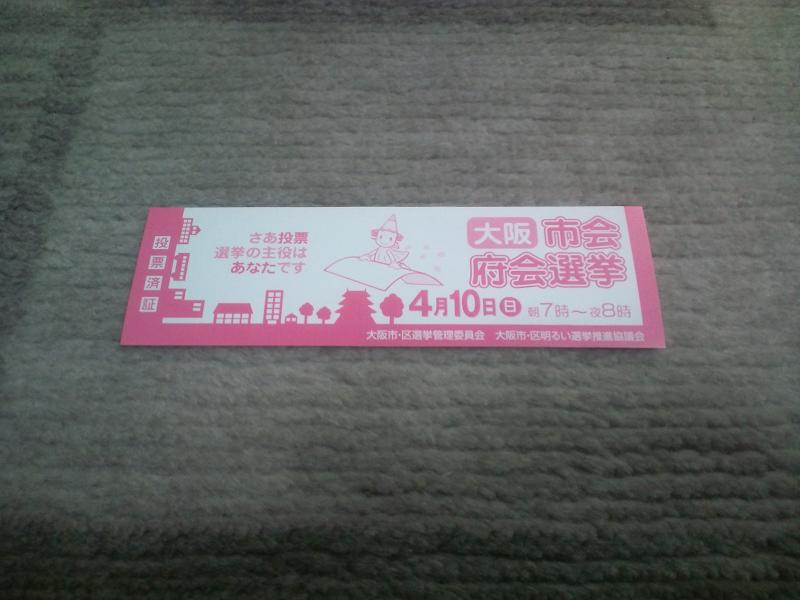 投票済証
さあ投票
選挙の主役は
あなたです
大阪 市会
府会選挙
4月10日(日) 朝7時〜夜8時
大阪市・区選挙管理委員会 大阪市・区明るい選挙推進協議会